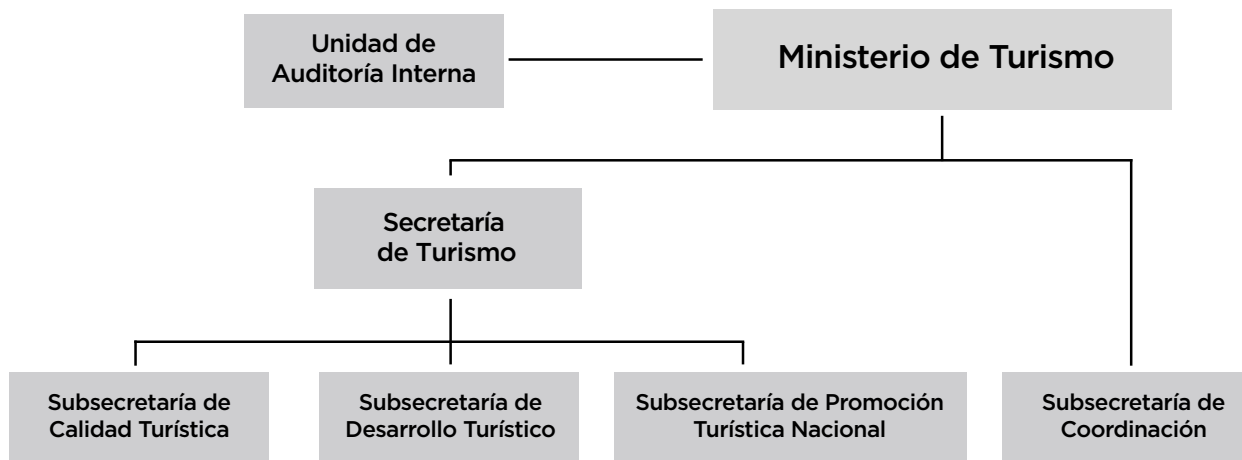 Unidad de
Auditoría Interna
Ministerio de Turismo
Secretaría
de Turismo
Subsecretaría de
Calidad Turística
Subsecretaría de
Desarrollo Turístico
Subsecretaría de Promoción
Turística Nacional
Subsecretaría de
Coordinación